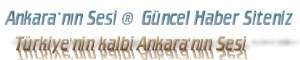 Ankara`nın Sesi ® Güncel Haber Siteniz
Türkiye'nin kalbi Ankara'nın Sesi